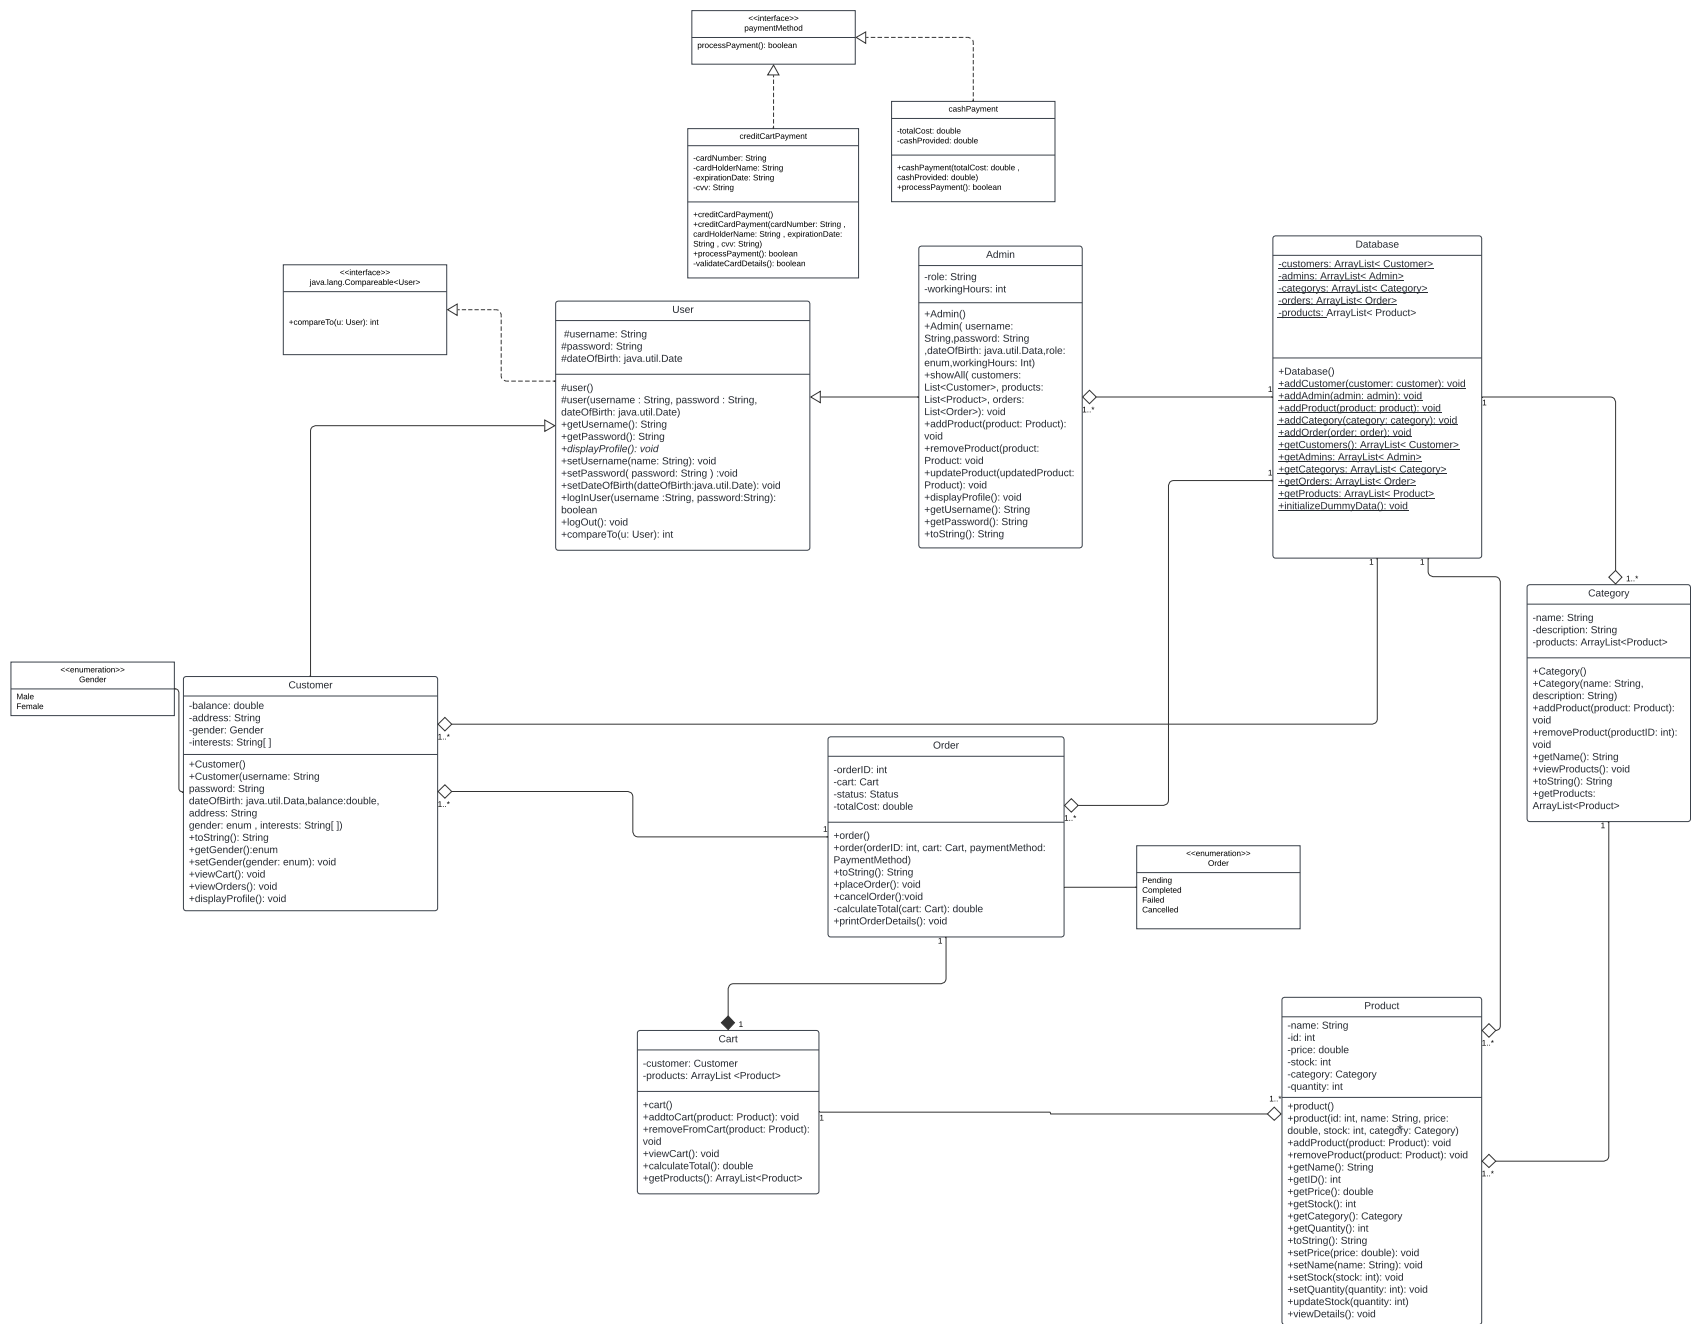 <<interface>>
paymentMethod
processPayment(): boolean
cashPayment
-totalCost: double
-cashProvided: double
+cashPayment(totalCost: double ,
cashProvided: double)
+processPayment(): boolean
creditCartPayment
-cardNumber: String
-cardHolderName: String
-expirationDate: String
-cvv: String
+creditCardPayment()
+creditCardPayment(cardNumber: String ,
cardHolderName: String , expirationDate:
String , cvv: String)
+processPayment(): boolean
-validateCardDetails(): boolean
<<interface>>
java.lang.Compareable<User>
+compareTo(u: User): int
User
#username: String
#password: String
#dateOfBirth: java.util.Date
#user()
#user(username : String, password : String,
dateOfBirth: java.util.Date)
+getUsername(): String
+getPassword(): String
+displayProfile(): void
+setUsername(name: String): void
+setPassword( password: String ) :void
+setDateOfBirth(datteOfBirth:java.util.Date): void
+logInUser(username :String, password:String):
boolean
+logOut(): void
+compareTo(u: User): int
Admin
-role: String
-workingHours: int
+Admin()
+Admin( username:
String,password: String
,dateOfBirth: java.util.Data,role:
enum,workingHours: Int)
+showAll( customers:
List<Customer>, products:
List<Product>, orders:
List<Order>): void
+addProduct(product: Product):
void
+removeProduct(product:
Product: void
+updateProduct(updatedProduct:
Product): void
+displayProfile(): void
+getUsername(): String
+getPassword(): String
+toString(): String
1..*
1
Database
-customers: ArrayList< Customer>
-admins: ArrayList< Admin>
-categorys: ArrayList< Category>
-orders: ArrayList< Order>
-products: ArrayList< Product>
+Database()
+addCustomer(customer: customer): void
+addAdmin(admin: admin): void
+addProduct(product: product): void
+addCategory(category: category): void
+addOrder(order: order): void
+getCustomers(): ArrayList< Customer>
+getAdmins: ArrayList< Admin>
+getCategorys: ArrayList< Category>
+getOrders: ArrayList< Order>
+getProducts: ArrayList< Product>
+initializeDummyData(): void
1
1
1
1
1..*
Category
-name: String
-description: String
-products: ArrayList<Product>
+Category()
+Category(name: String,
description: String)
+addProduct(product: Product):
void
+removeProduct(productID: int):
void
+getName(): String
+viewProducts(): void
+toString(): String
+getProducts:
ArrayList<Product>
1
<<enumeration>>
Gender
Male
Female
Customer
-balance: double
-address: String
-gender: Gender
-interests: String[ ]
+Customer()
+Customer(username: String
password: String
dateOfBirth: java.util.Data,balance:double,
address: String
gender: enum , interests: String[ ])
+toString(): String
+getGender():enum
+setGender(gender: enum): void
+viewCart(): void
+viewOrders(): void
+displayProfile(): void
1..*
1..*
1
Order
-orderID: int
-cart: Cart
-status: Status
-totalCost: double
+order()
+order(orderID: int, cart: Cart, paymentMethod:
PaymentMethod)
+toString(): String
+placeOrder(): void
+cancelOrder():void
-calculateTotal(cart: Cart): double
+printOrderDetails(): void
1..*
1
<<enumeration>>
Order
Pending
Completed
Failed
Cancelled
1
Cart
-customer: Customer
-products: ArrayList <Product>
+cart()
+addtoCart(product: Product): void
+removeFromCart(product: Product):
void
+viewCart(): void
+calculateTotal(): double
+getProducts(): ArrayList<Product>
1
1..*
Product
-name: String
-id: int
-price: double
-stock: int
-category: Category
-quantity: int
+product()
+product(id: int, name: String, price:
double, stock: int, category: Category)
+addProduct(product: Product): void
+removeProduct(product: Product): void
+getName(): String
+getID(): int
+getPrice(): double
+getStock(): int
+getCategory(): Category
+getQuantity(): int
+toString(): String
+setPrice(price: double): void
+setName(name: String): void
+setStock(stock: int): void
+setQuantity(quantity: int): void
+updateStock(quantity: int)
+viewDetails(): void
1..*
1..*